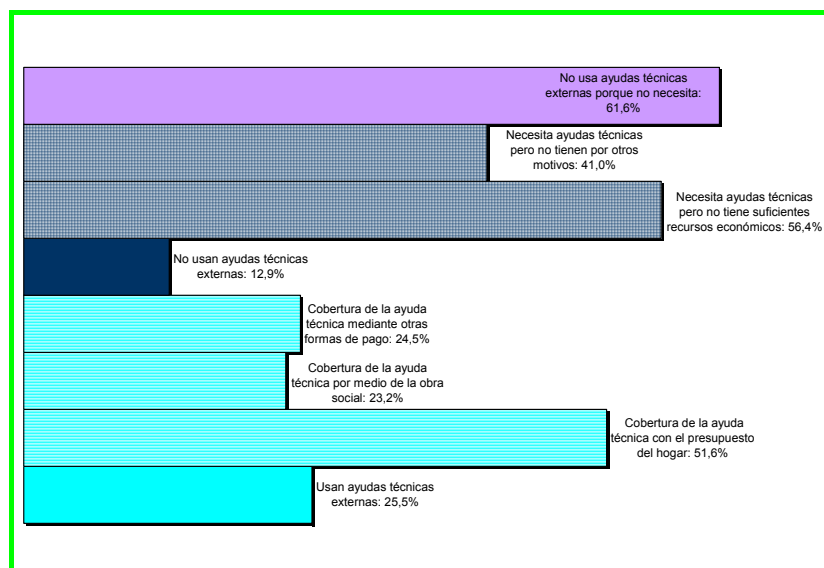 No usa ayudas técnicas
externas porque no necesita:
61,6%
Necesita ayudas técnicas
pero no tienen por otros
motivos: 41,0%
Necesita ayudas técnicas
pero no tiene suficientes
recursos económicos: 56,4%
No usan ayudas técnicas
externas: 12,9%
Cobertura de la ayuda
técnica mediante otras
formas de pago: 24,5%
Cobertura de la ayuda
técnica por medio de la obra
social: 23,2%
Cobertura de la ayuda
técnica con el presupuesto
del hogar: 51,6%
Usan ayudas técnicas
externas: 25,5%